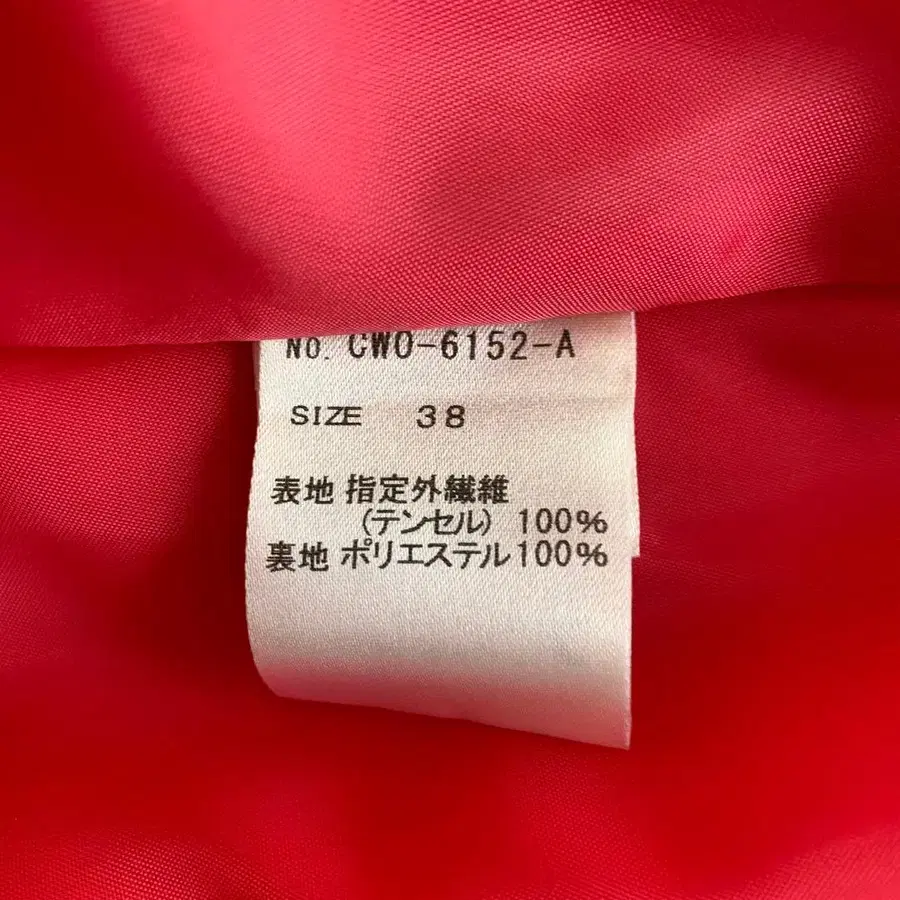 No. CWO-6152-A
SIZE 38
表地 指定外繊維
(テンセル) 100%
裏地 ポリエステル100%